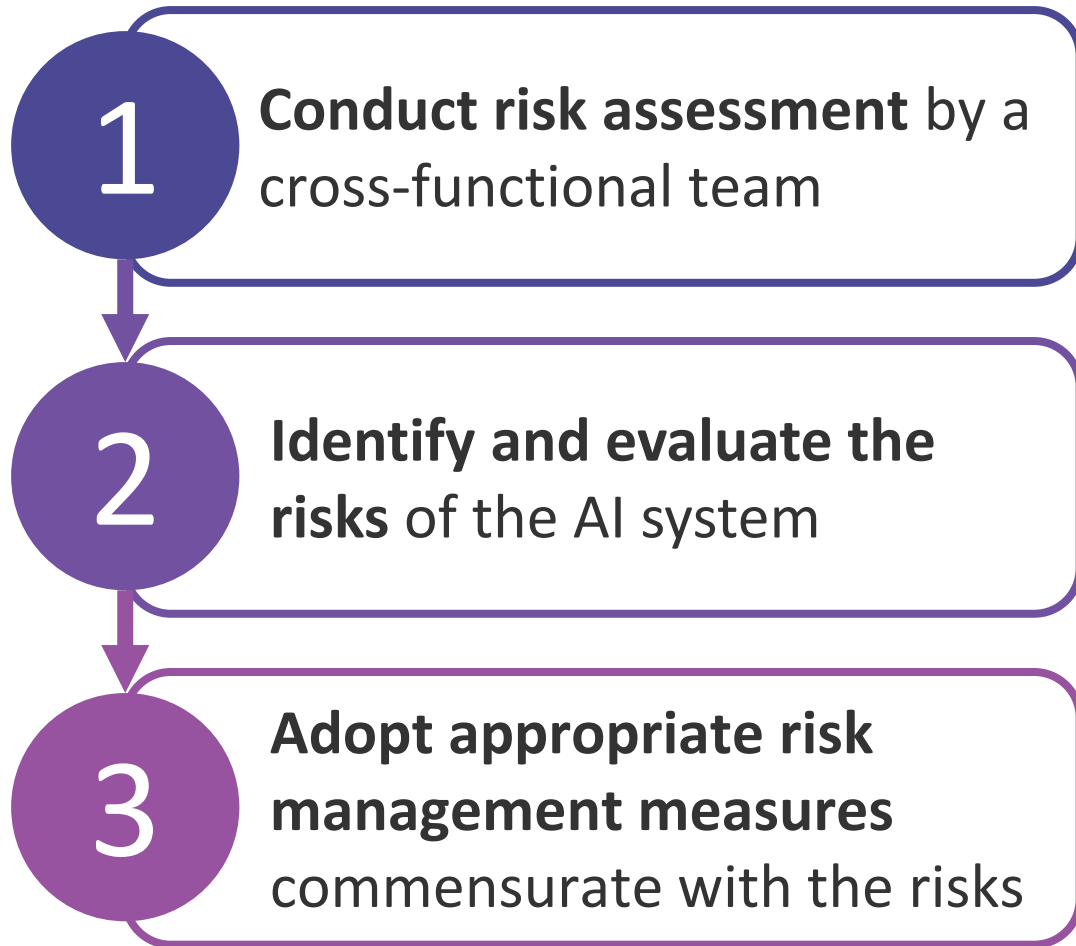 1
Conduct risk assessment by a
cross-functional team
2
Identify and evaluate the
risks of the AI system
3
Adopt appropriate risk
management measures
commensurate with the risks